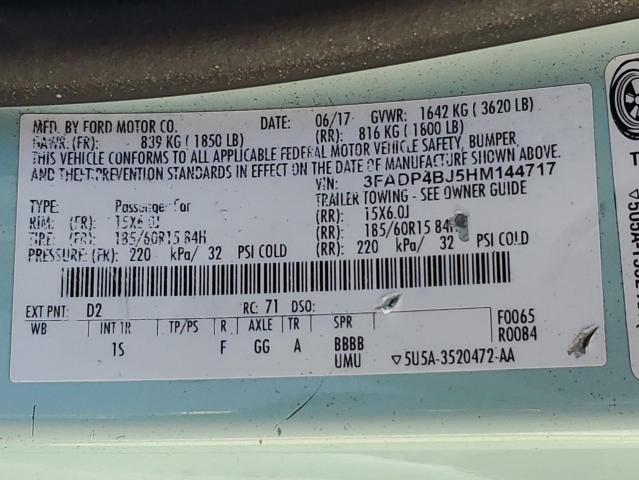 MFD. BY FORD MOTOR CO. DATE: 06/17 GVWR: 1642 KG ( 3620 LB)
GAWR:(FR): 839 KG ( 1850 LB) (RR): 816 KG ( 1600 LB)
THIS VEHICLE CONFORMS TO ALL APPLICABLE FEDERAL MOTOR VEHICLE SAFETY, BUMPER,
AND THEFT PREVENTION STANDARDS IN EFFECT ON THE DATE OF MANUFACTURE SHOWN ABOVE.
VIN: 3FADP4BJ5HM144717
TYPE: Passenger Car TRAILER TOWING - SEE OWNER GUIDE
RIM: (FR): 15X6.0J (RR): 15X6.0J
TIRE: (FR): 185/60R15 84H (RR): 185/60R15 84H
PRESSURE: (FR): 220 kPa/ 32 PSI COLD (RR): 220 kPa/ 32 PSI COLD
EXT PNT: D2 RC: 71 DSO:
WB INT TR TP/PS R AXLE TR SPR F0065
1S F GG A BBBB R0084
UMU ▽5U5A-3520472-AA